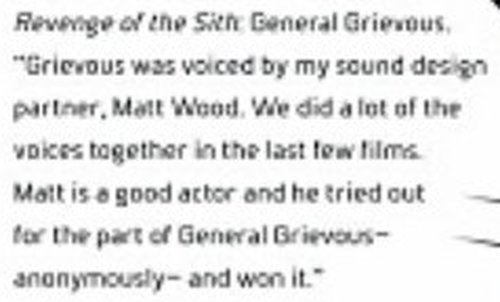 Revenge of the Sith: General Grievous.
"Grievous was voiced by my sound design
partner, Matt Wood. We did a lot of the
voices together in the last few films.
Matt is a good actor and he tried out
for the part of General Grievous–
anonymously– and won it."